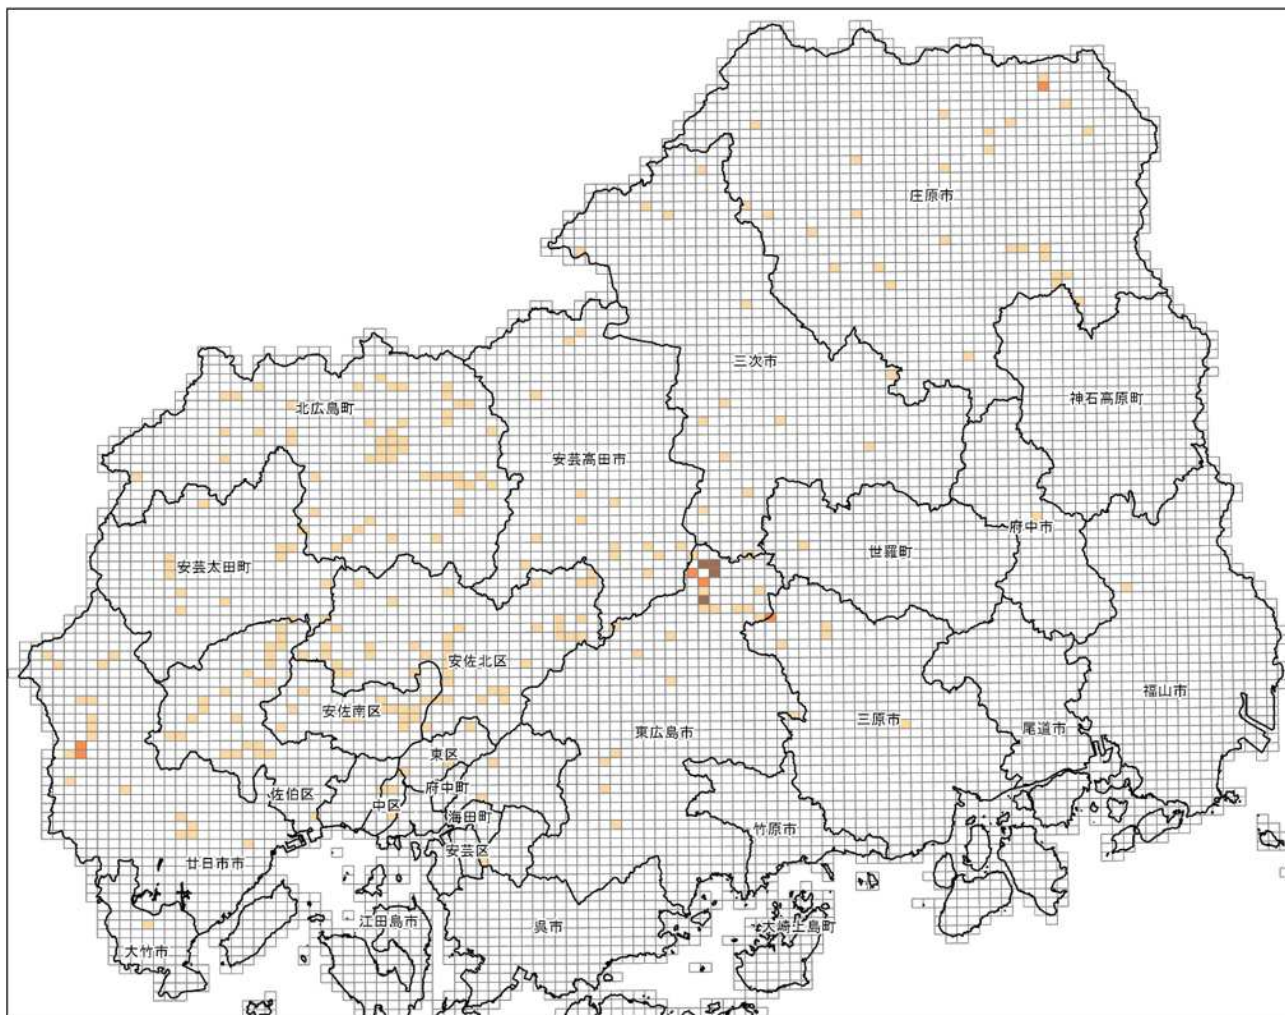 庄原市
三次市
神石高原町
北広島町
安芸高田市
府中市
世羅町
安芸太田町
安佐北区
福山市
安佐南区
三原市
尾道市
東広島市
東区
府中町
佐伯区
中区
海田町
竹原市
安芸区
廿日市市
江田島市
呉市
大崎上島町
大竹市